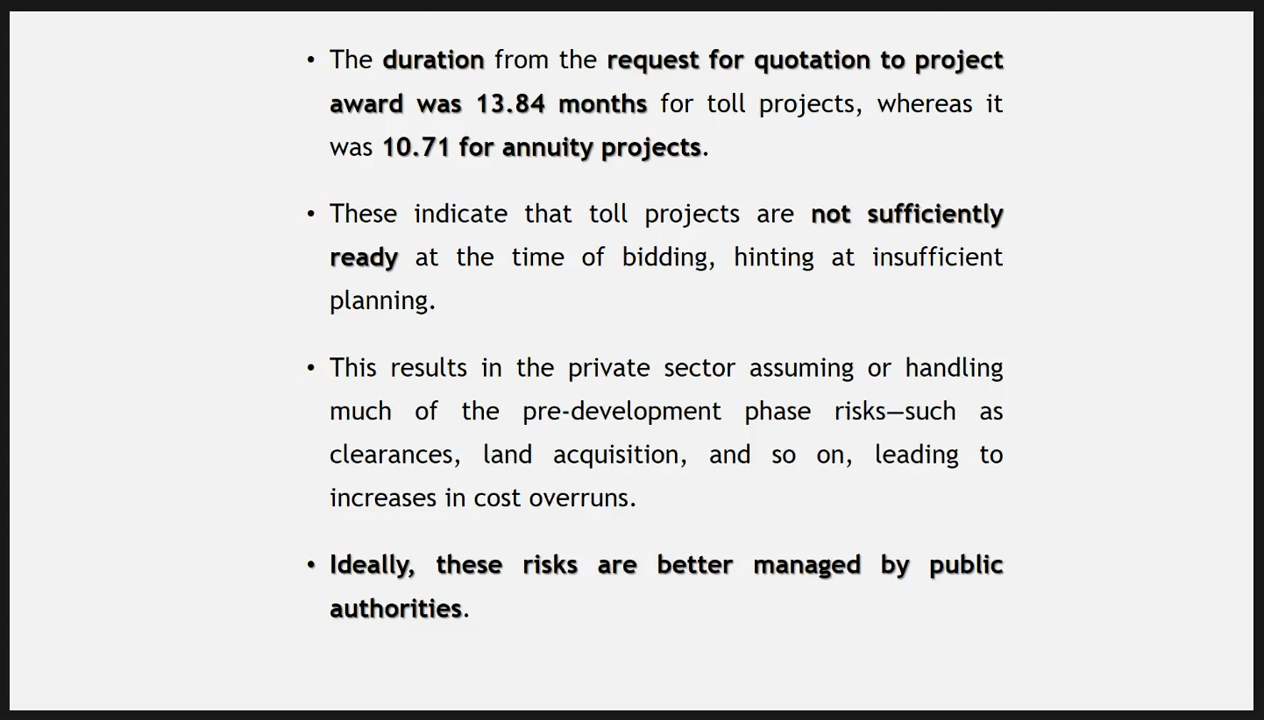 • The duration from the request for quotation to project
award was 13.84 months for toll projects, whereas it
was 10.71 for annuity projects.
• These indicate that toll projects are not sufficiently
ready at the time of bidding, hinting at insufficient
planning.
• This results in the private sector assuming or handling
much of the pre-development phase risks—such as
clearances, land acquisition, and so on, leading to
increases in cost overruns.
• Ideally, these risks are better managed by public
authorities.